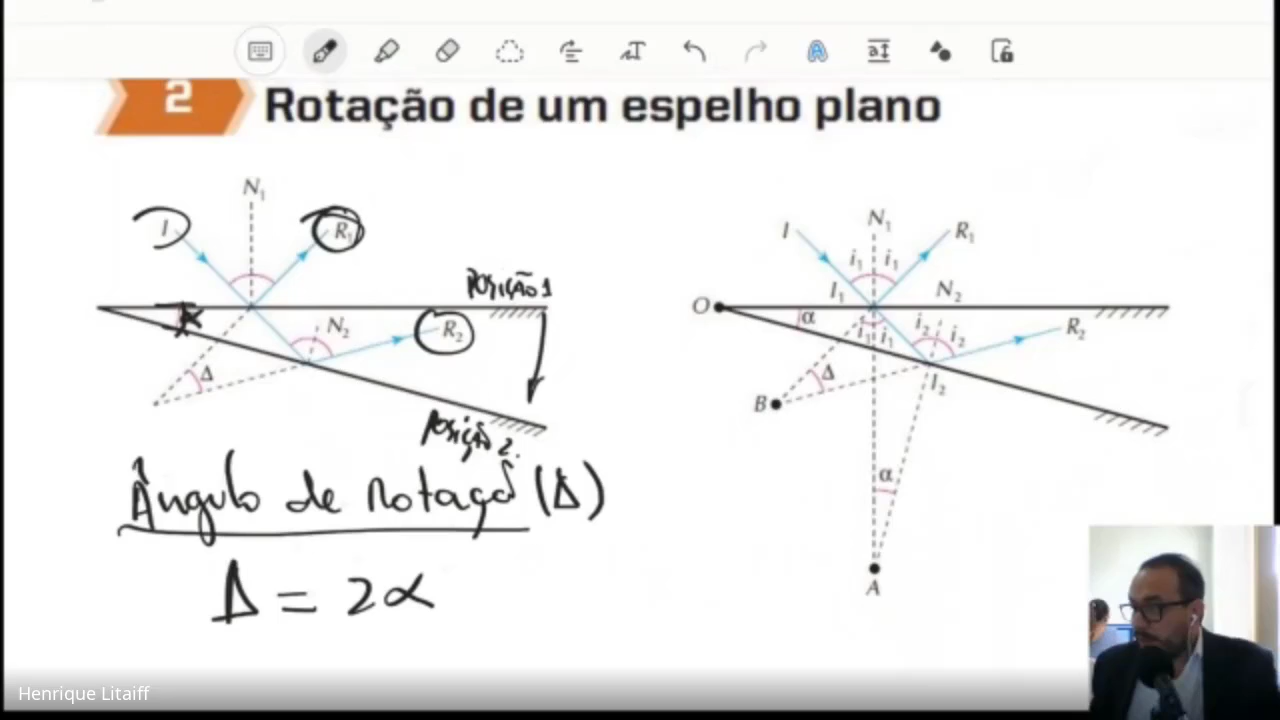 2 Rotação de um espelho plano
N1
I
R1
POSIÇÃO 1
α
N2
R2
Δ
POSIÇÃO 2.
Ângulo de Rotaçõ (Δ)
Δ = 2α
N1
I
R1
i1 i1
I1
N2
O
α
i1 i1
i2 i2
R2
Δ
I2
B
α
A
Henrique Litaiff